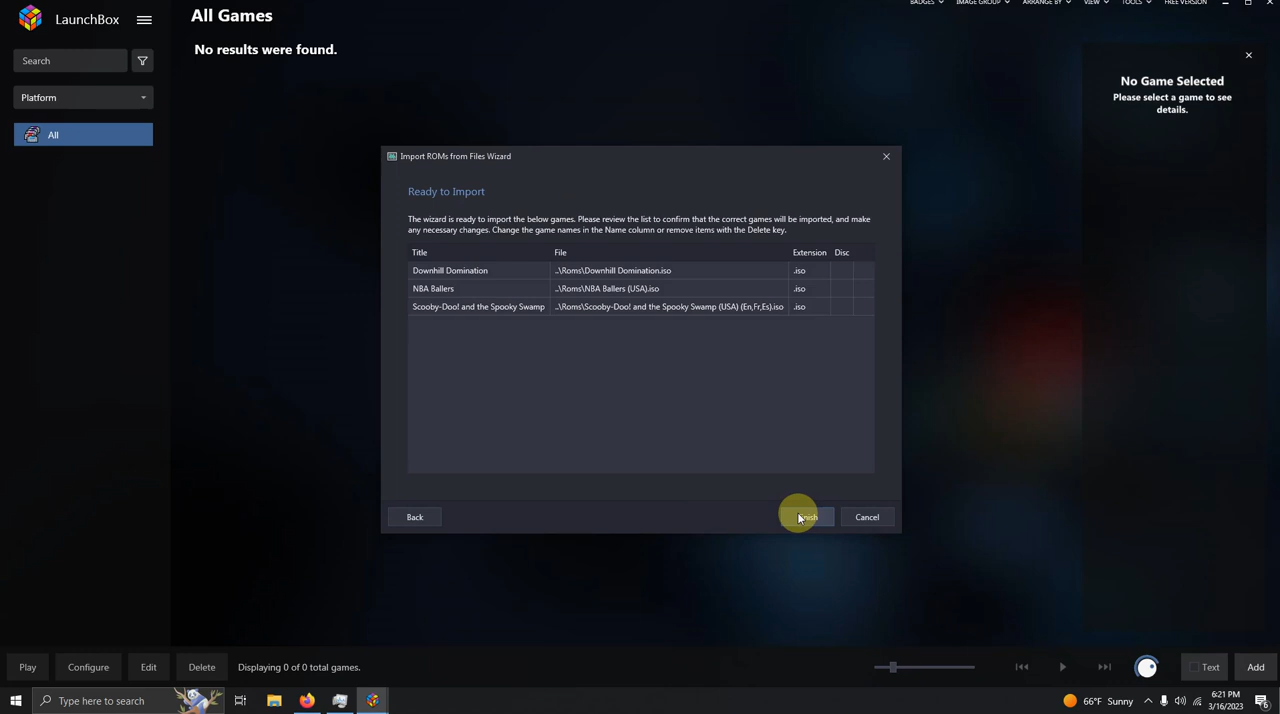 LaunchBox
All Games
BADGES IMAGE GROUP ARRANGE BY VIEW TOOLS FREE VERSION
Search
No results were found.
Platform
All
No Game Selected
Please select a game to see
details.
Import ROMs from Files Wizard
Ready to Import
The wizard is ready to import the below games. Please review the list to confirm that the correct games will be imported, and make
any necessary changes. Change the game names in the Name column or remove items with the Delete key.
Title File Extension Disc
Downhill Domination ..\Roms\Downhill Domination.iso .iso
NBA Ballers ..\Roms\NBA Ballers (USA).iso .iso
Scooby-Doo! and the Spooky Swamp ..\Roms\Scooby-Doo! and the Spooky Swamp (USA) (En,Fr,Es).iso .iso
Back Finish Cancel
Play Configure Edit Delete Displaying 0 of 0 total games. Text Add
Type here to search 66°F Sunny 6:21 PM
3/16/2023 6